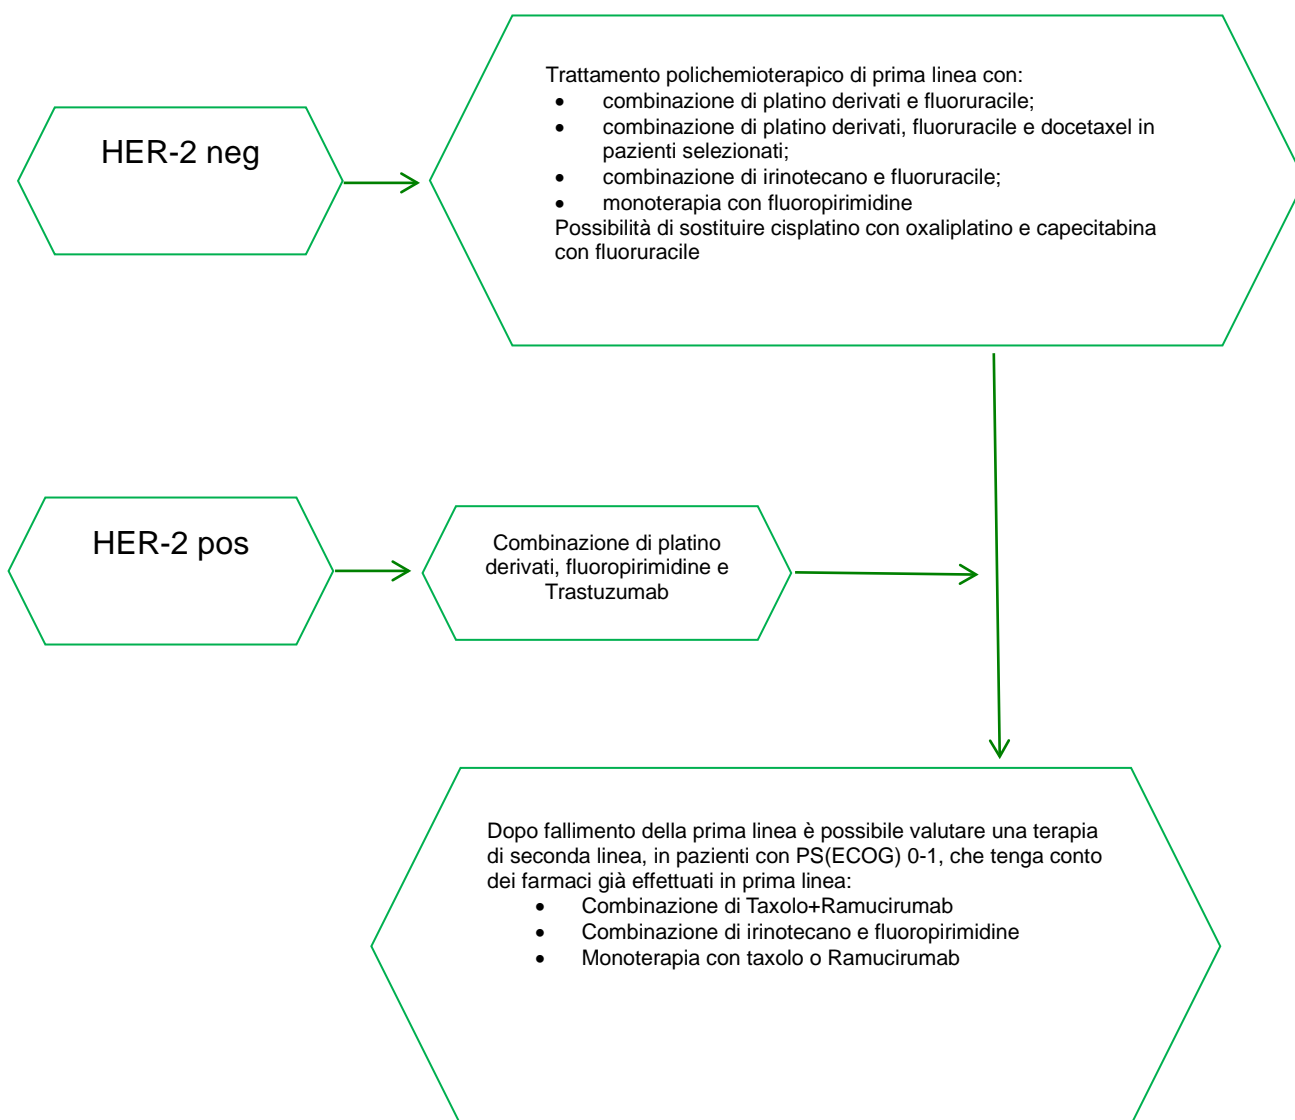 HER-2 neg
Trattamento polichemioterapico di prima linea con:
• combinazione di platino derivati e fluoruracile;
• combinazione di platino derivati, fluoruracile e docetaxel in
pazienti selezionati;
• combinazione di irinotecano e fluoruracile;
• monoterapia con fluoropirimidine
Possibilità di sostituire cisplatino con oxaliplatino e capecitabina
con fluoruracile
HER-2 pos
Combinazione di platino
derivati, fluoropirimidine e
Trastuzumab
Dopo fallimento della prima linea è possibile valutare una terapia
di seconda linea, in pazienti con PS(ECOG) 0-1, che tenga conto
dei farmaci già effettuati in prima linea:
• Combinazione di Taxolo+Ramucirumab
• Combinazione di irinotecano e fluoropirimidine
• Monoterapia con taxolo o Ramucirumab